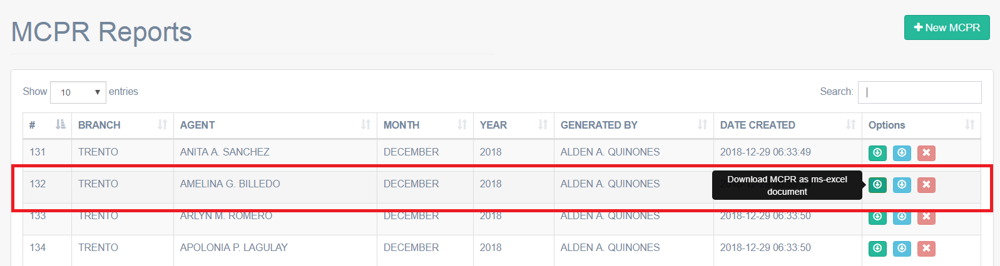 MCPR Reports
New MCPR
Show 10 entries Search:
# BRANCH AGENT MONTH YEAR GENERATED BY DATE CREATED Options
131 TRENTO ANITA A. SANCHEZ DECEMBER 2018 ALDEN A. QUINONES 2018-12-29 06:33:49
132 TRENTO AMELINA G. BILLEDO DECEMBER 2018 ALDEN A. QUINONES
Download MCPR as ms-excel
document
133 TRENTO ARLYN M. ROMERO DECEMBER 2018 ALDEN A. QUINONES 2018-12-29 06:33:50
134 TRENTO APOLONIA P. LAGULAY DECEMBER 2018 ALDEN A. QUINONES 2018-12-29 06:33:50